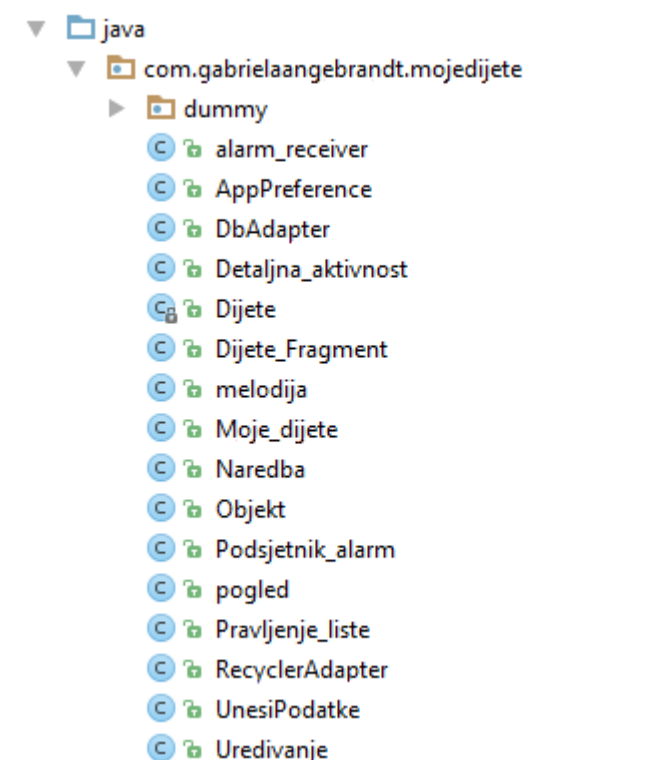 java
com.gabrielaangebrandt.mojedijete
dummy
alarm_receiver
AppPreference
DbAdapter
Detaljna_aktivnost
Dijete
Dijete_Fragment
melodija
Moje_dijete
Naredba
Objekt
Podsjetnik_alarm
pogled
Pravljenje_liste
RecyclerAdapter
UnesiPodatke
Uredivanje